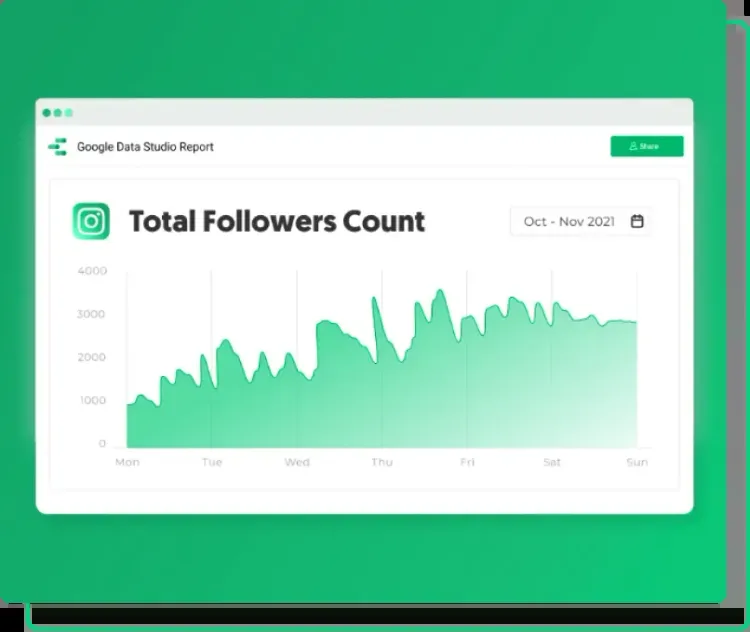 Google Data Studio Report
Share
Total Followers Count
Oct - Nov 2021
4000
3000
2000
1000
0
Mon Tue Wed Thu Fri Sat Sun